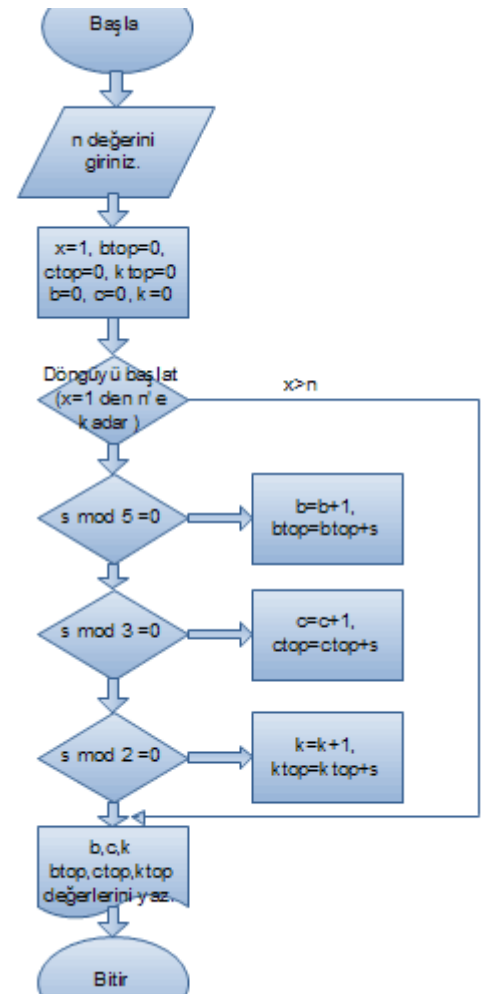 Başla
n değerini
giriniz.
x=1, btop=0,
ctop=0, ktop=0
b=0, c=0, k=0
Döngüyü başlat
(x=1 den n'e
kadar)
x>n
s mod 5 =0
b=b+1,
btop=btop+s
s mod 3 =0
c=c+1,
ctop=ctop+s
s mod 2 =0
k=k+1,
ktop=ktop+s
b,c,k
btop,ctop,ktop
değerlerini yaz.
Bitir